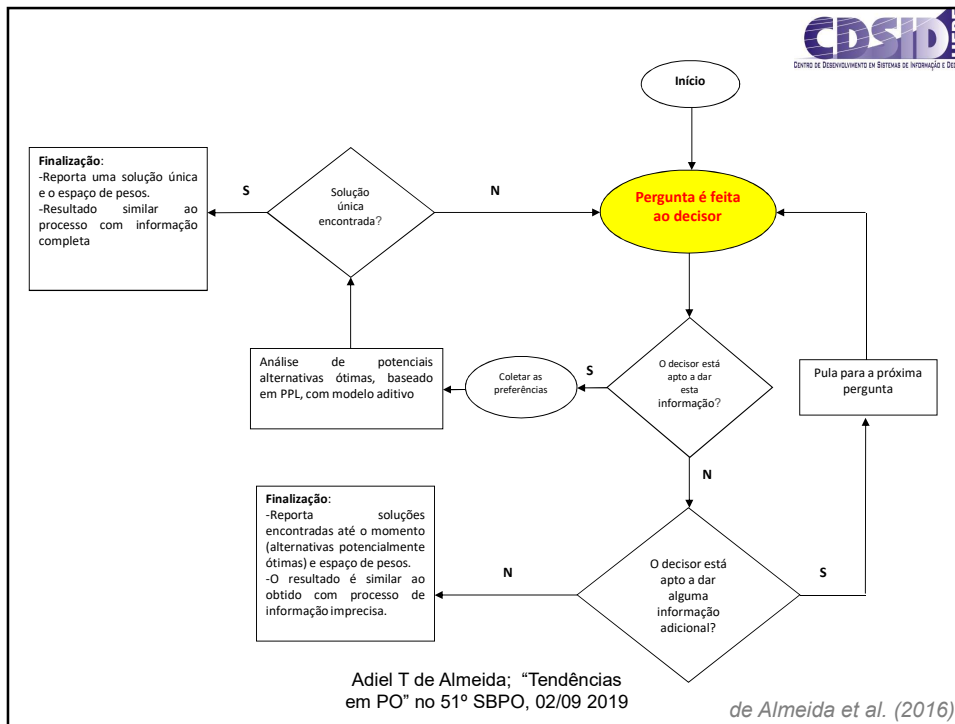 CDSID
UFPE
CENTRO DE DESENVOLVIMENTO EM SISTEMAS DE INFORMAÇÃO E
Início
Finalização:
-Reporta uma solução única
e o espaço de pesos.
-Resultado similar ao
processo com informação
completa
S
Solução
única
encontrada?
N
Pergunta é feita
ao decisor
Análise de potenciais
alternativas ótimas, baseado
em PPL, com modelo aditivo
Coletar as
preferências
S
O decisor está
apto a dar
esta
informação?
Pula para a próxima
pergunta
N
Finalização:
-Reporta soluções
encontradas até o momento
(alternativas potencialmente
ótimas) e espaço de pesos.
-O resultado é similar ao
obtido com processo de
informação imprecisa.
N
O decisor está
apto a dar
alguma
informação
adicional?
S
Adiel T de Almeida; “Tendências
em PO” no 51º SBPO, 02/09 2019
de Almeida et al. (2016)